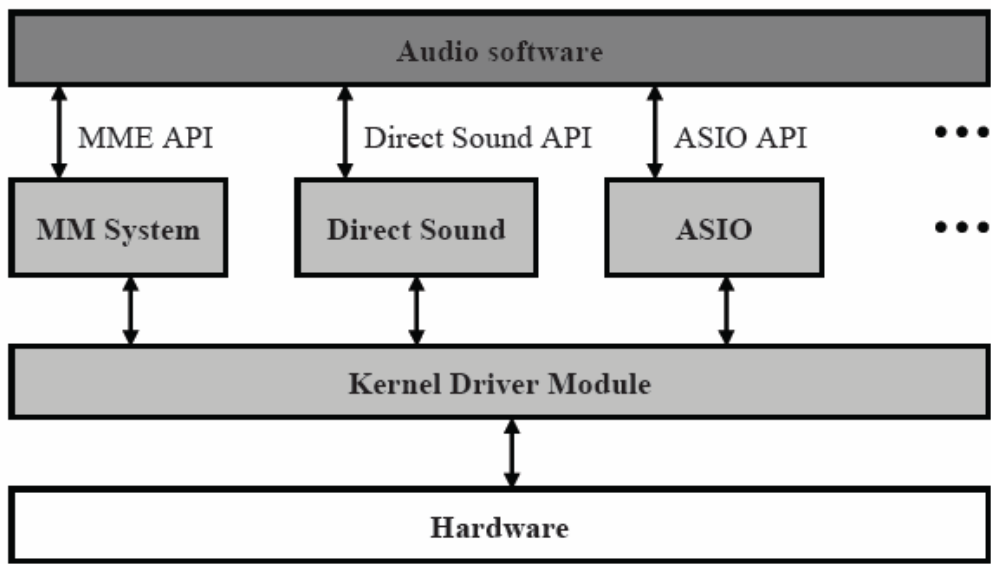 Audio software
MME API
Direct Sound API
ASIO API
•••
MM System
Direct Sound
ASIO
•••
Kernel Driver Module
Hardware